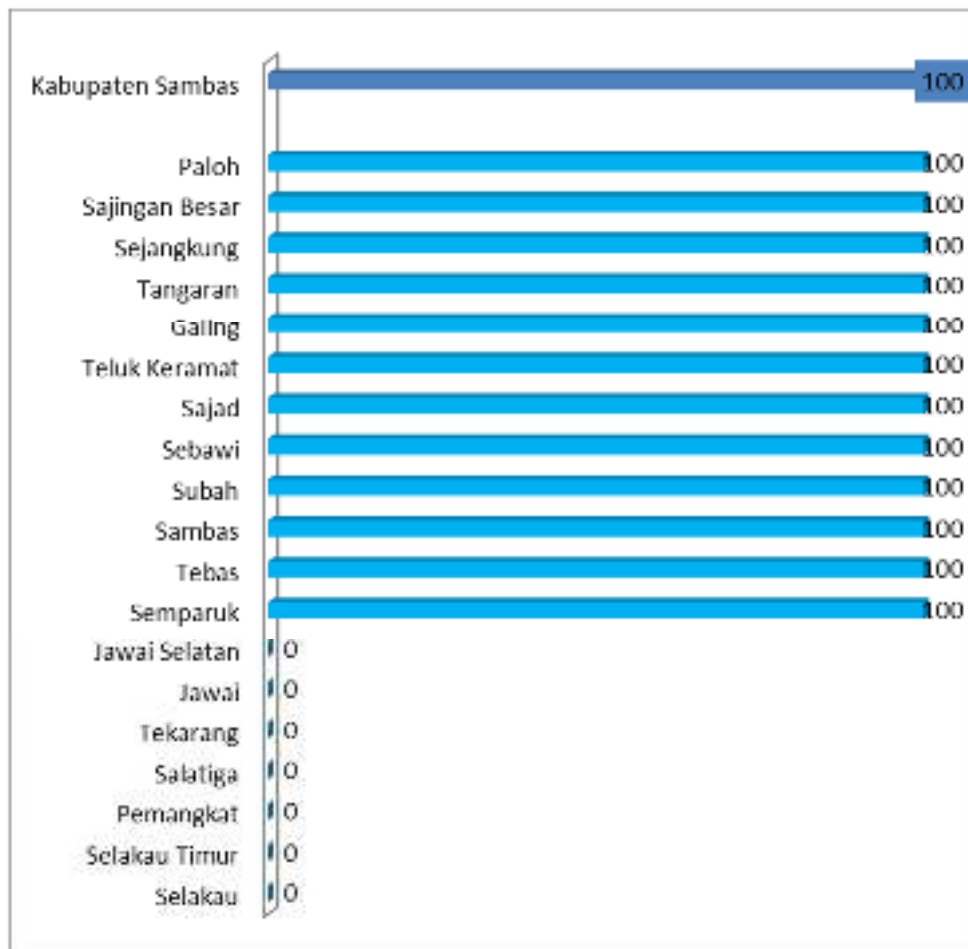 Kabupaten Sambas 100
Paloh 100
Sajingan Besar 100
Sejangkung 100
Tangaran 100
Galing 100
Teluk Keramat 100
Sajad 100
Sebawi 100
Subah 100
Sambas 100
Tebas 100
Semparuk 100
Jawai Selatan 0
Jawai 0
Tekarang 0
Salatiga 0
Pemangkat 0
Selakau Timur 0
Selakau 0